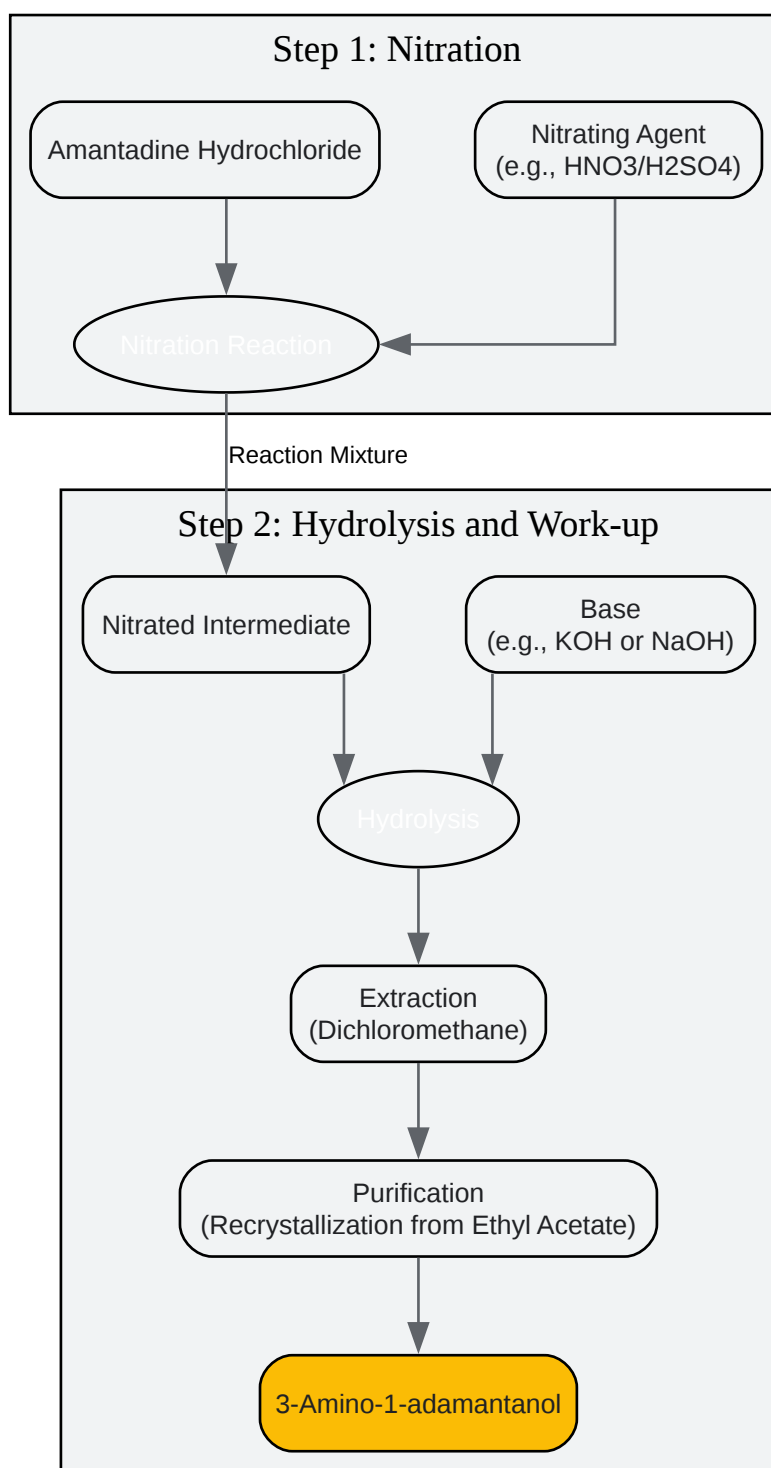 Step 1: Nitration
Amantadine Hydrochloride
Nitrating Agent
(e.g., HNO3/H2SO4)
Nitration Reaction
Reaction Mixture
Step 2: Hydrolysis and Work-up
Nitrated Intermediate
Base
(e.g., KOH or NaOH)
Hydrolysis
Extraction
(Dichloromethane)
Purification
(Recrystallization from Ethyl Acetate)
3-Amino-1-adamantanol